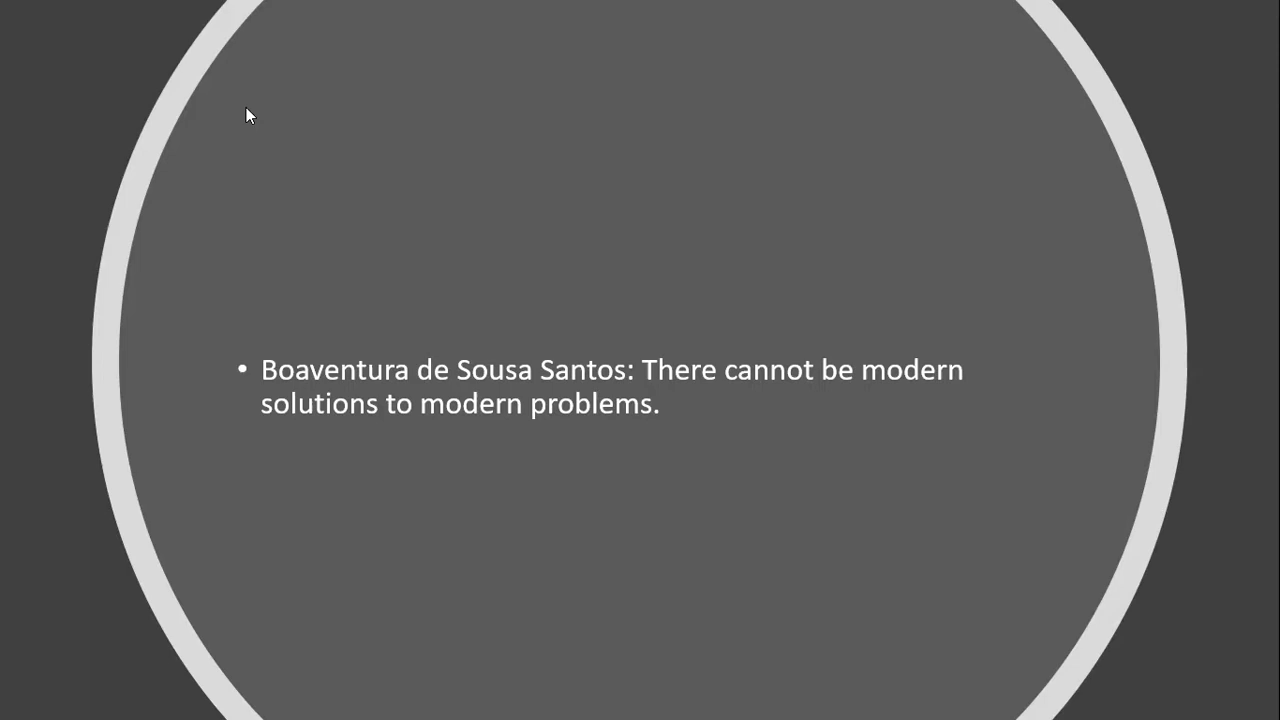 • Boaventura de Sousa Santos: There cannot be modern
solutions to modern problems.